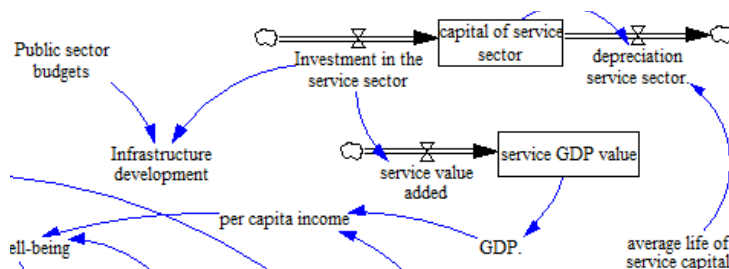 Public sector
budgets
Investment in the
service sector
capital of service
sector
depreciation
service sector.
Infrastructure
development
service value
added
service GDP value
per capita income
ell-being
GDP.
average life of
service capital